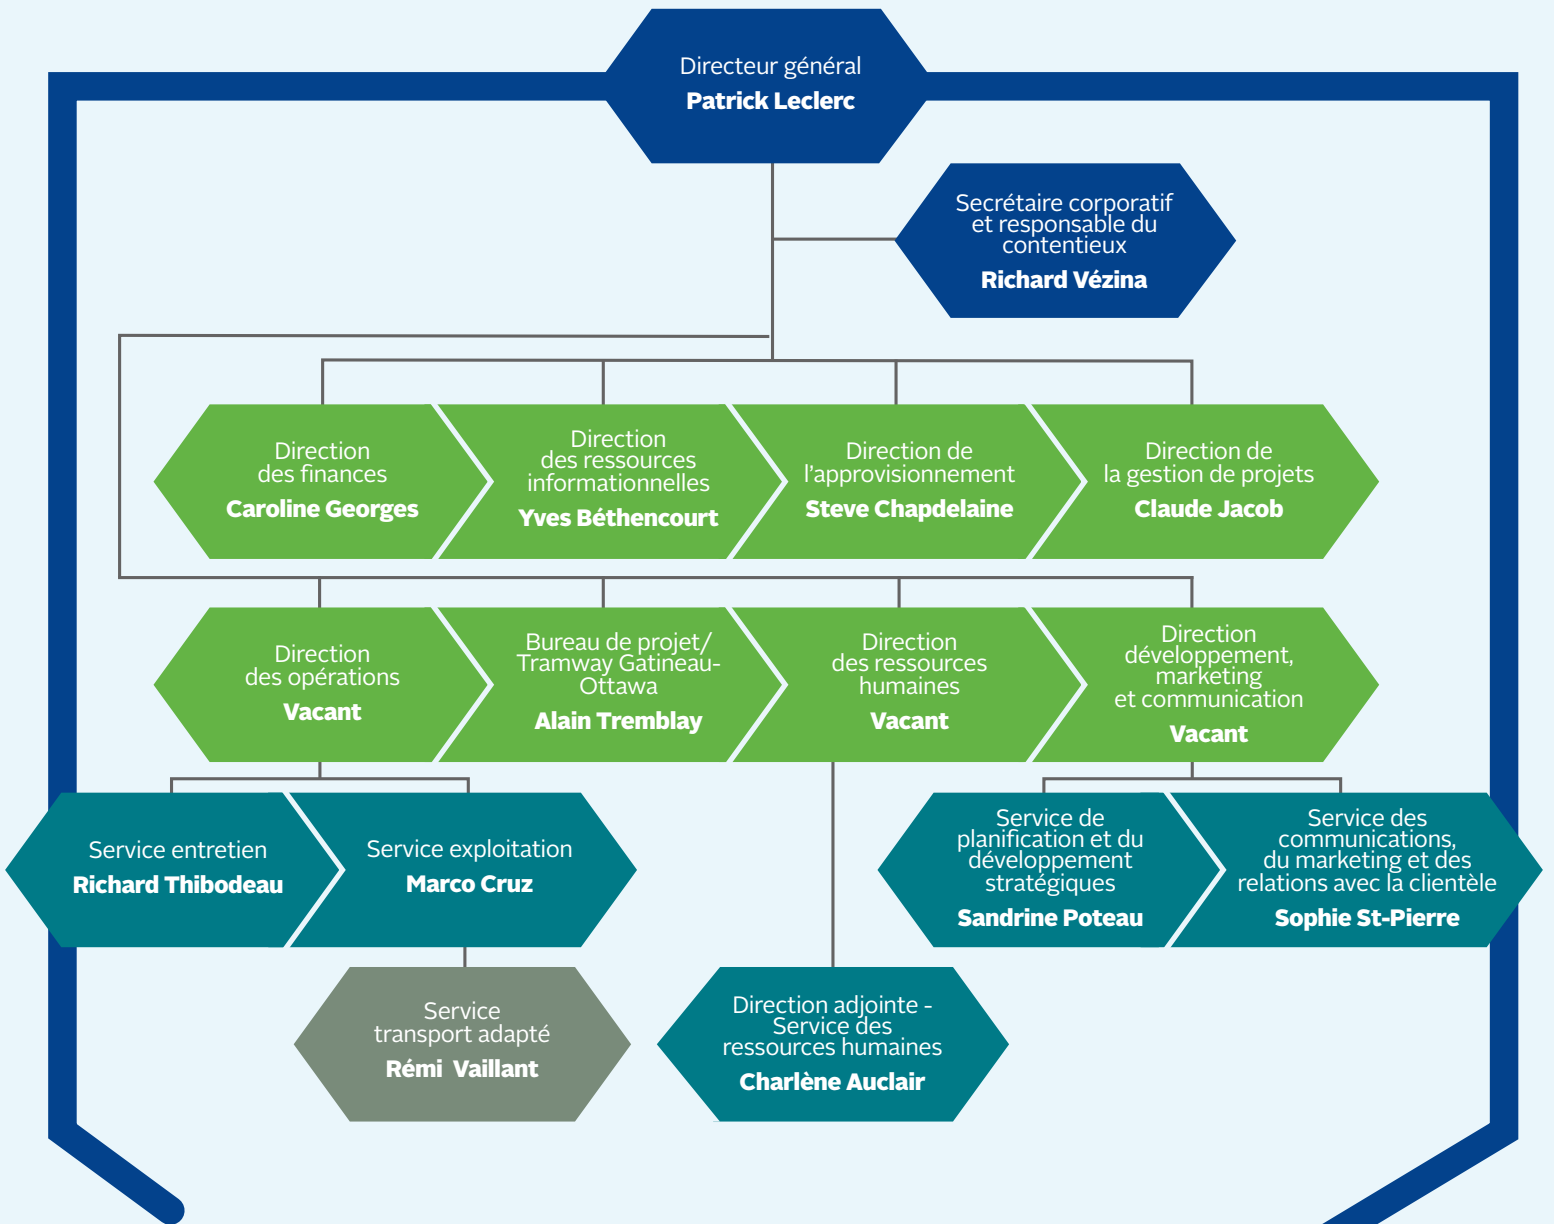 Directeur général
Patrick Leclerc
Secrétaire corporatif
et responsable du
contentieux
Richard Vézina
Direction
des finances
Caroline Georges
Direction
des ressources
informationnelles
Yves Béthencourt
Direction de
l'approvisionnement
Steve Chapdelaine
Direction de
la gestion de projets
Claude Jacob
Direction
des opérations
Vacant
Bureau de projet/
Tramway Gatineau-
Ottawa
Alain Tremblay
Direction
des ressources
humaines
Vacant
Direction
développement,
marketing
et communication
Vacant
Service entretien
Richard Thibodeau
Service exploitation
Marco Cruz
Service de
planification et du
développement
stratégiques
Sandrine Poteau
Service des
communications,
du marketing et des
relations avec la clientèle
Sophie St-Pierre
Service
transport adapté
Rémi Vaillant
Direction adjointe -
Service des
ressources humaines
Charlène Auclair